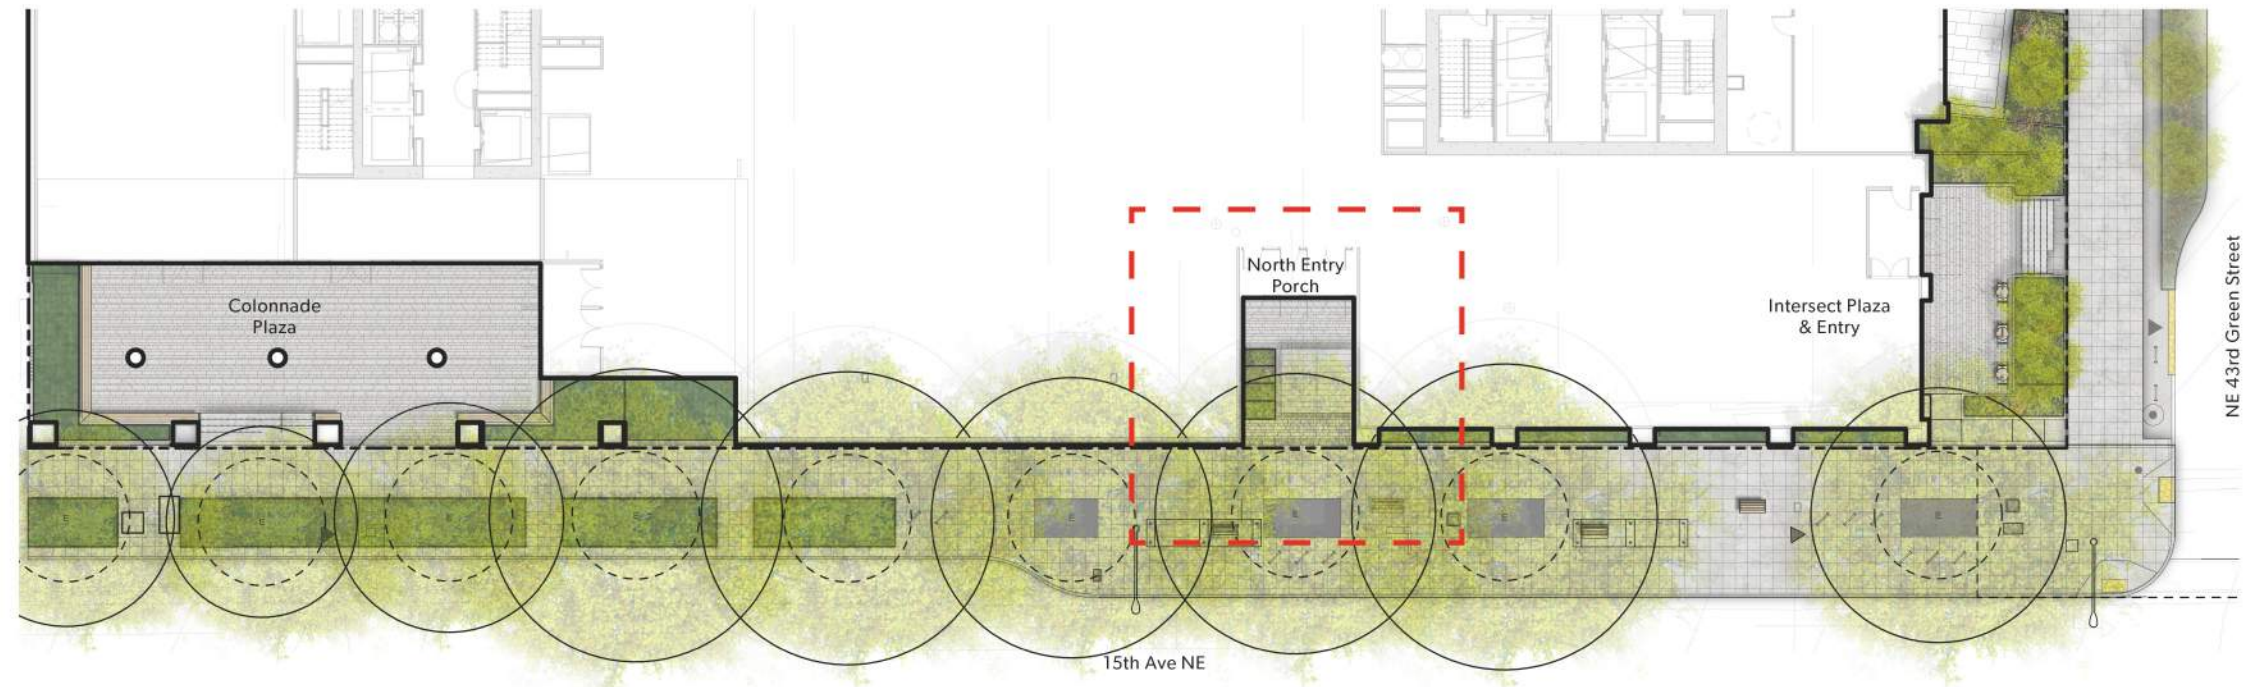 Colonnade
Plaza
North Entry
Porch
Intersect Plaza
& Entry
NE 43rd Green Street
15th Ave NE
E
E
E
E
E
E
E
E
E